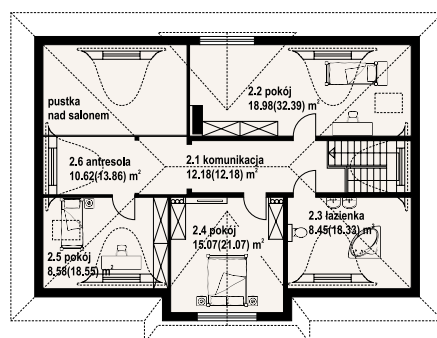 2.2 pokój
18.98(32.39) m²
pustka
nad salonem
2.6 antresola
10.62(13.86) m²
2.1 komunikacja
12.18(12.18) m²
2.3 łazienka
8.45(18.33) m²
2.4 pokój
15.07(21.07) m²
2.5 pokój
8.58(18.55) m²